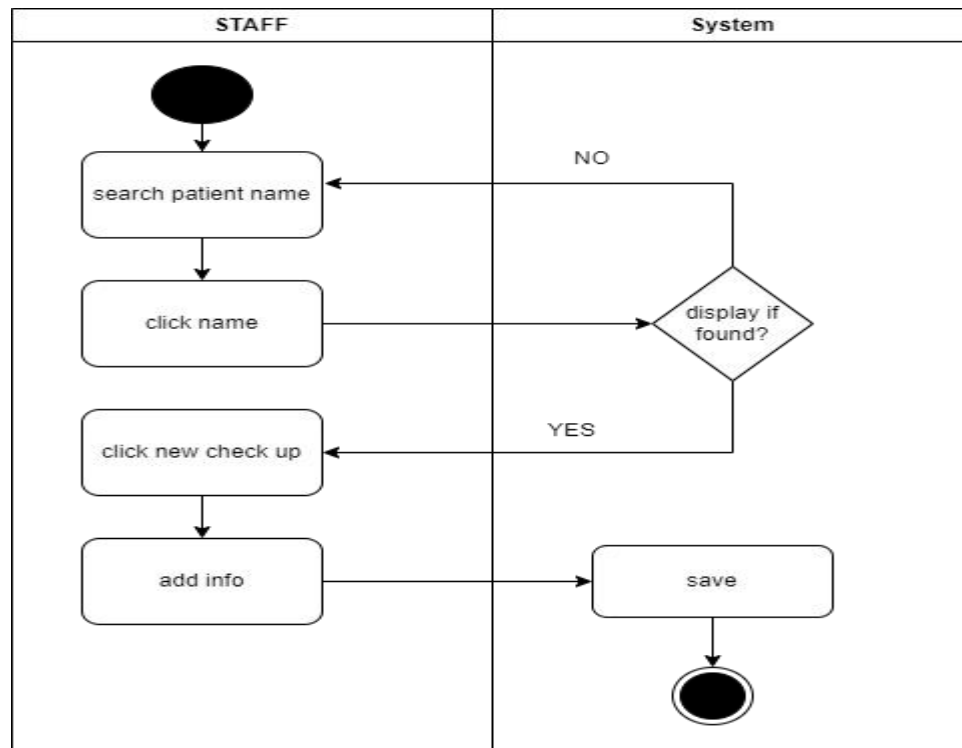 STAFF
System
NO
search patient name
click name
display if
found?
YES
click new check up
add info
save